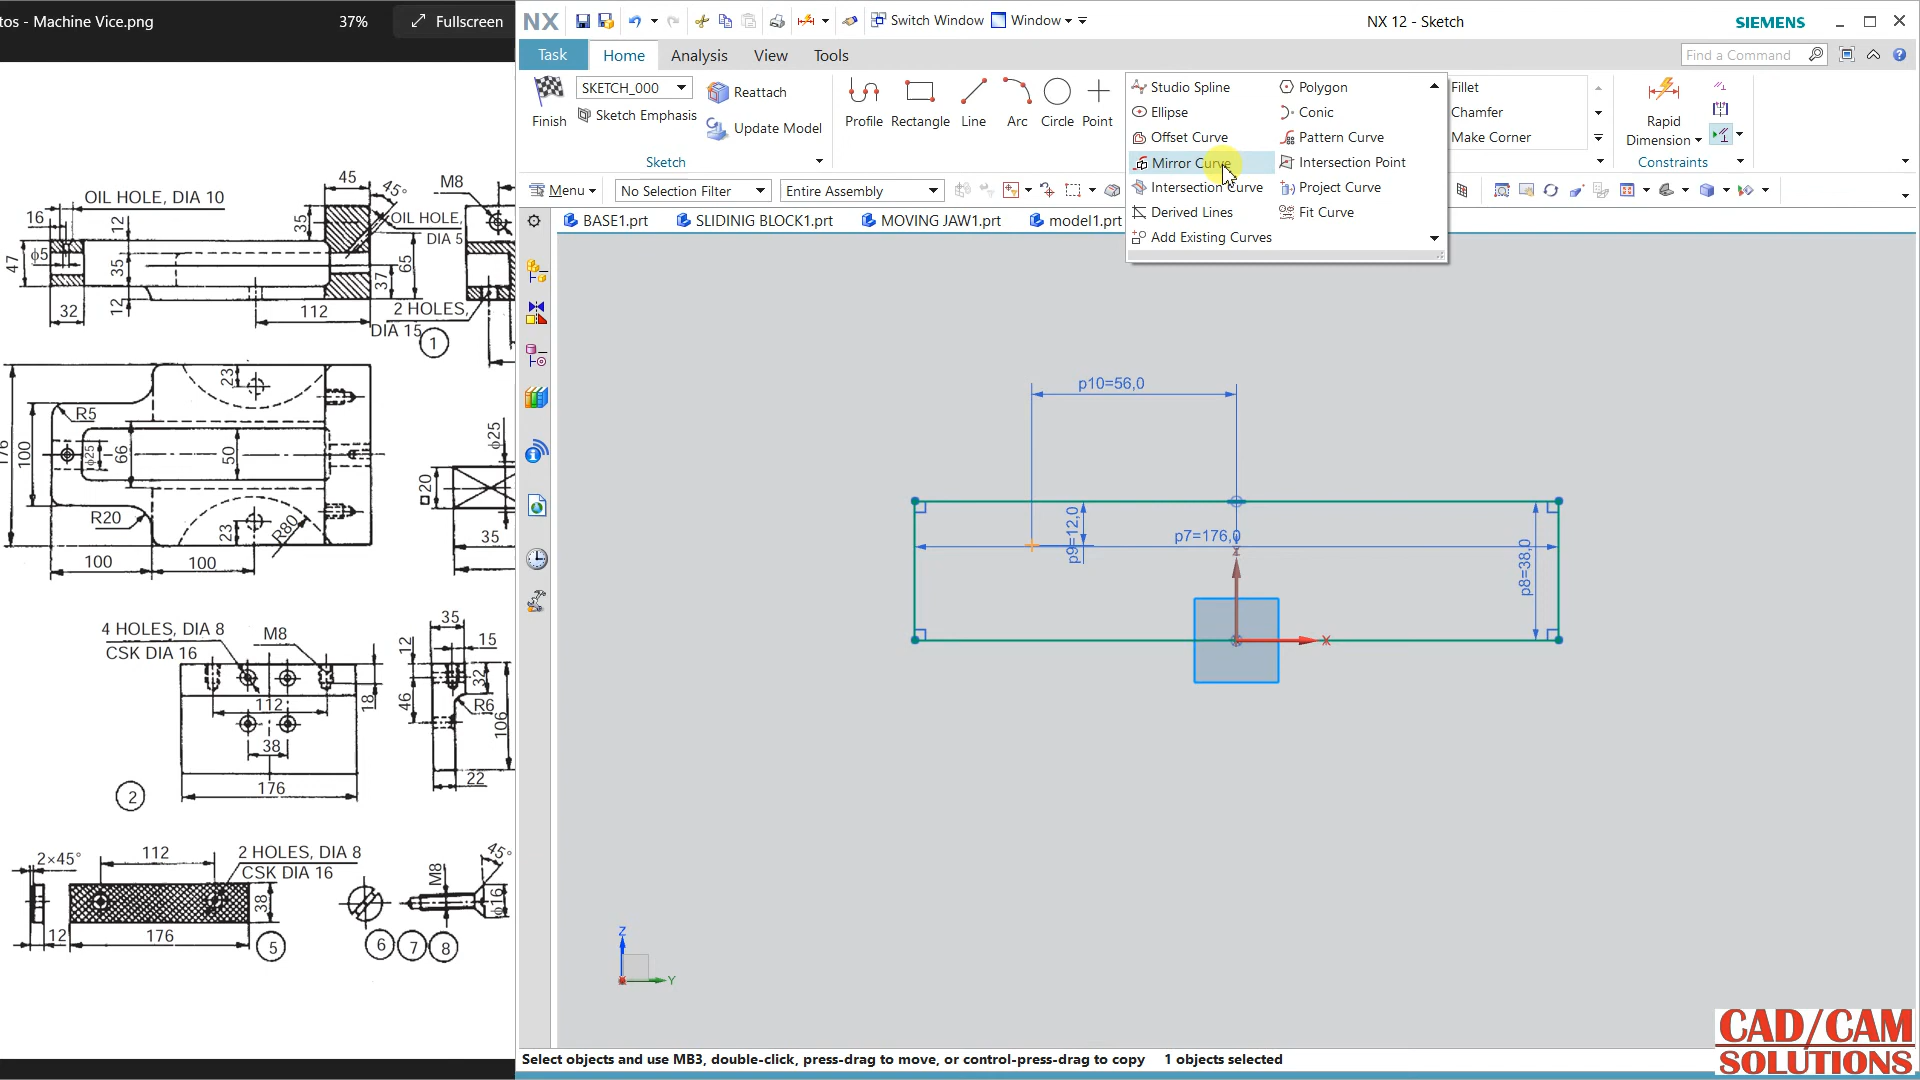 tos - Machine Vice.png
37%
Fullscreen
NX
Switch Window
Window
NX 12 - Sketch
SIEMENS
Task
Home
Analysis
View
Tools
Find a Command
Finish
SKETCH_000
Sketch Emphasis
Reattach
Update Model
Sketch
Profile
Rectangle
Line
Arc
Circle
Point
Studio Spline
Ellipse
Offset Curve
Mirror Curve
Intersection Curve
Derived Lines
Add Existing Curves
Polygon
Conic
Pattern Curve
Intersection Point
Project Curve
Fit Curve
Fillet
Chamfer
Make Corner
Rapid
Dimension
Constraints
Menu
No Selection Filter
Entire Assembly
BASE1.prt
SLIDINIG BLOCK1.prt
MOVING JAW1.prt
model1.prt
p10=56,0
p9=12,0
p7=176,0
p8=38,0
z
X
Z
Y
OIL HOLE, DIA 10
45
45°
M8
16
12
35
OIL HOLE,
DIA 5
47
ϕ5
35
65
37
32
12
112
2 HOLES,
DIA 15
1
23
R5
176
100
ϕ25
66
50
R20
23
R80
100
100
ϕ25
20
35
4 HOLES, DIA 8
CSK DIA 16
M8
112
18
38
176
2
35
12
15
32
46
R6
106
22
2×45°
112
2 HOLES, DIA 8
CSK DIA 16
38
12
176
5
M8
45°
ϕ16
6
7
8
Select objects and use MB3, double-click, press-drag to move, or control-press-drag to copy
1 objects selected
CAD/CAM
SOLUTIONS